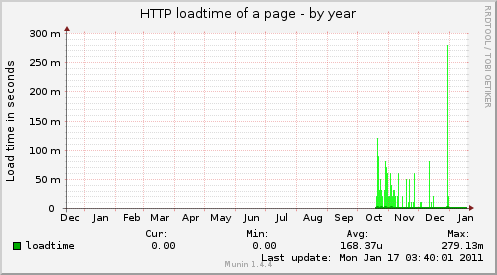 HTTP loadtime of a page - by year
RRDTOOL / TOBI OETIKER
Load time in seconds
300 m
250 m
200 m
150 m
100 m
50 m
0
Dec Jan Feb Mar Apr May Jun Jul Aug Sep Oct Nov Dec Jan
Cur: Min: Avg: Max:
loadtime 0.00 0.00 168.37u 279.13m
Last update: Mon Jan 17 03:40:01 2011
Munin 1.4.4